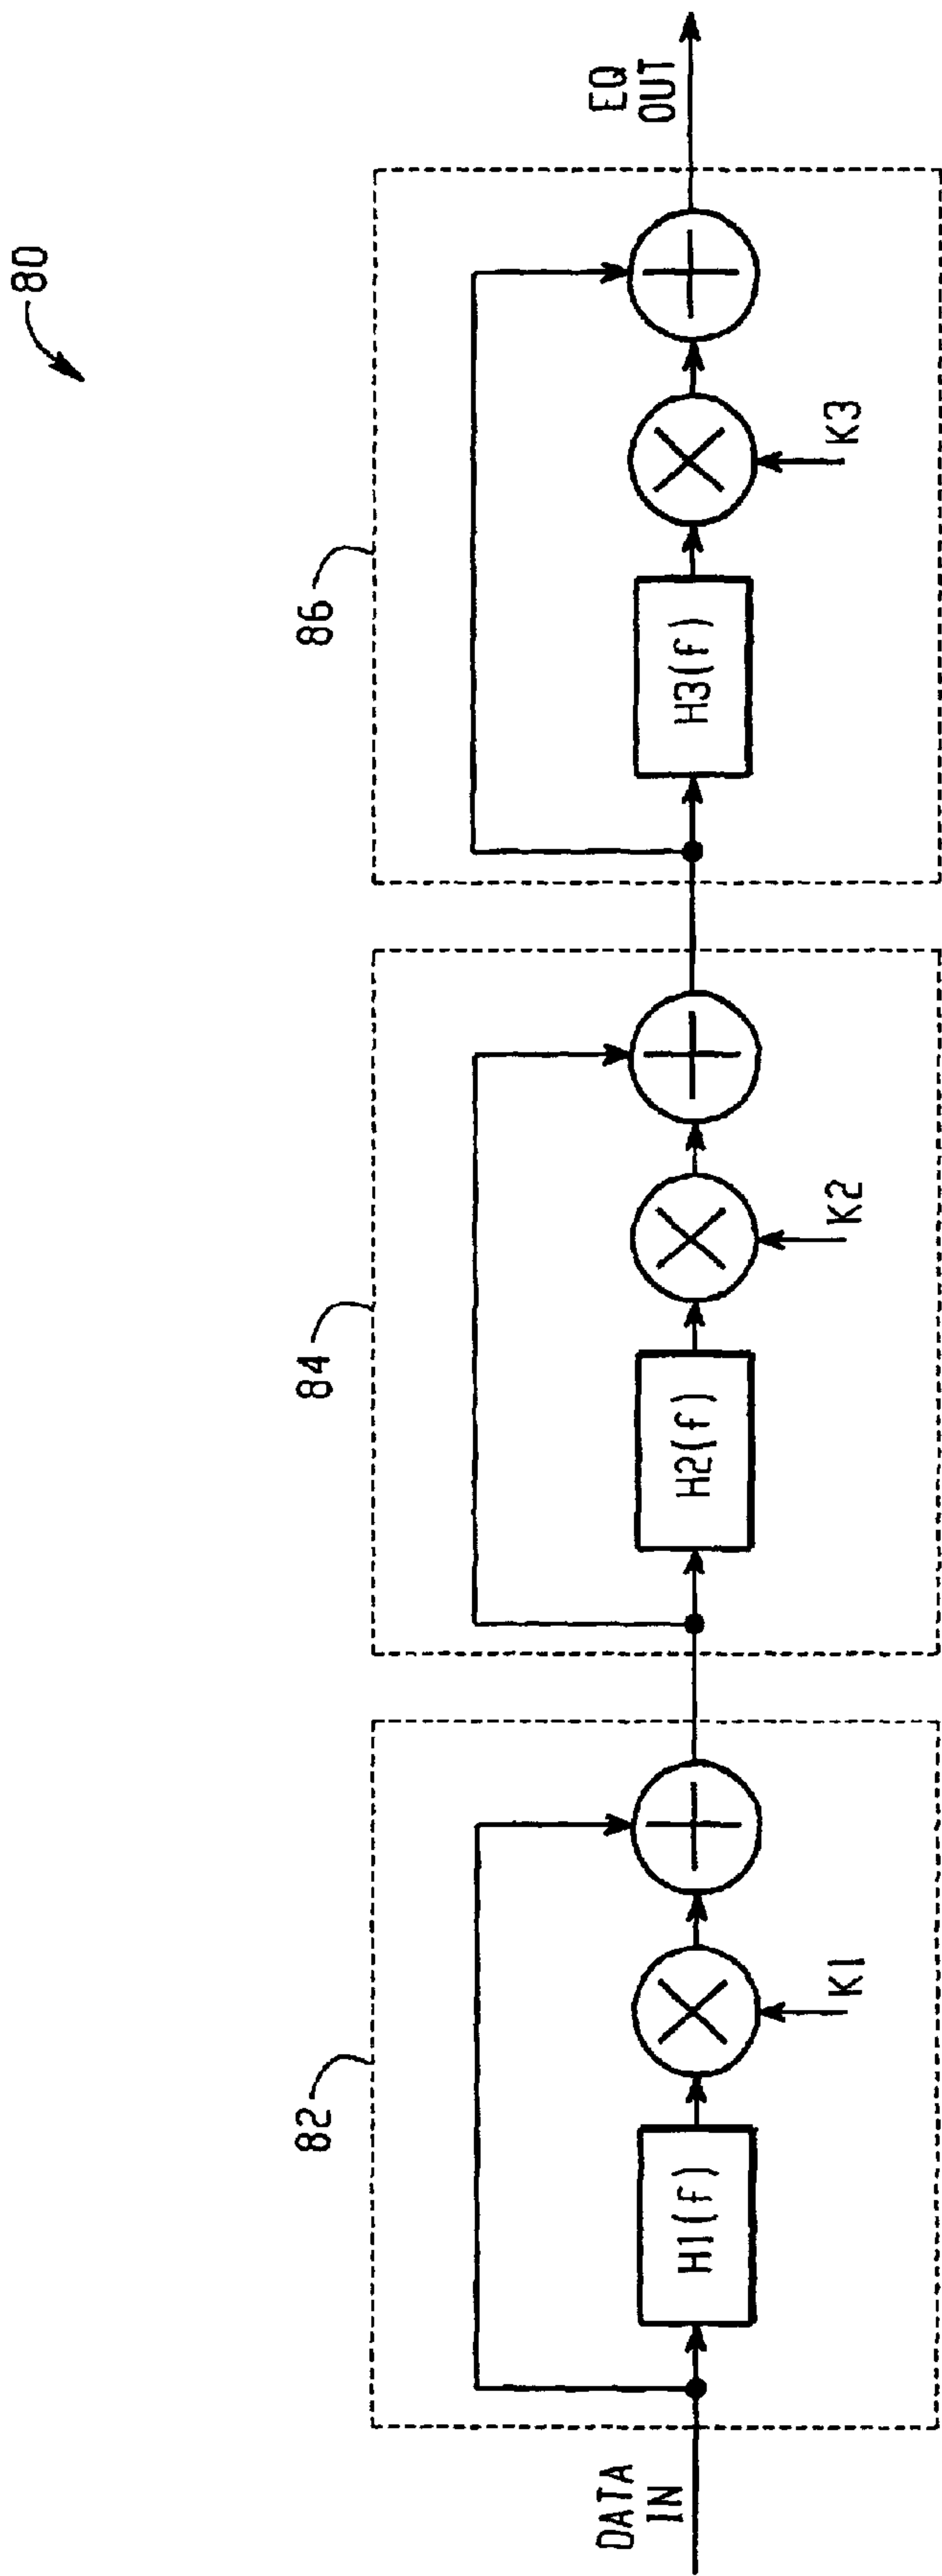 80
82
84
86
DATA
IN
H1(f)
K1
H2(f)
K2
H3(f)
K3
EQ
OUT